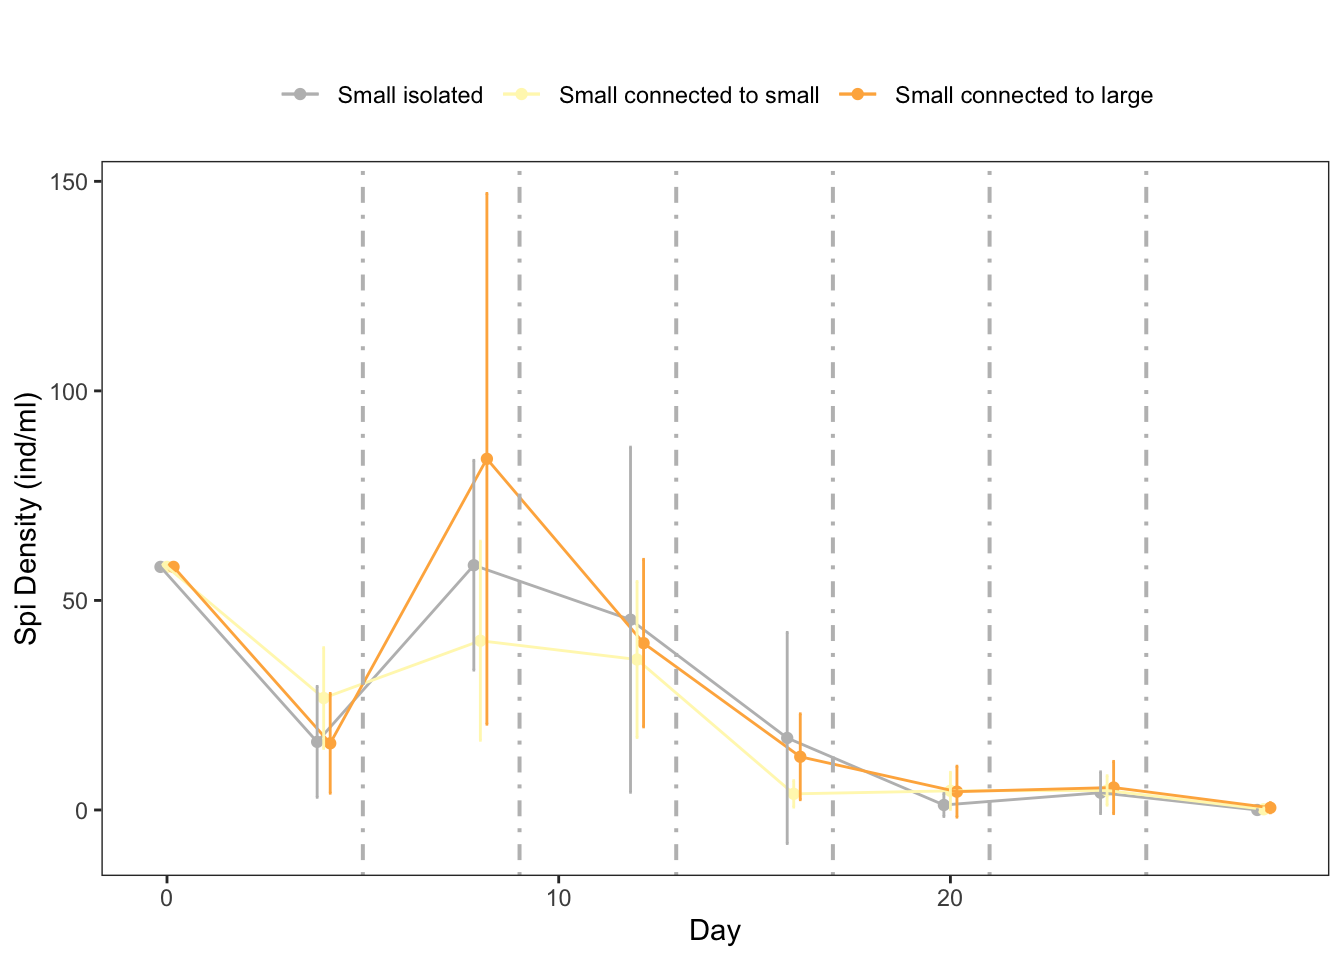 Small isolated Small connected to small Small connected to large
150
100
50
0
Spi Density (ind/ml)
0 10 20
Day